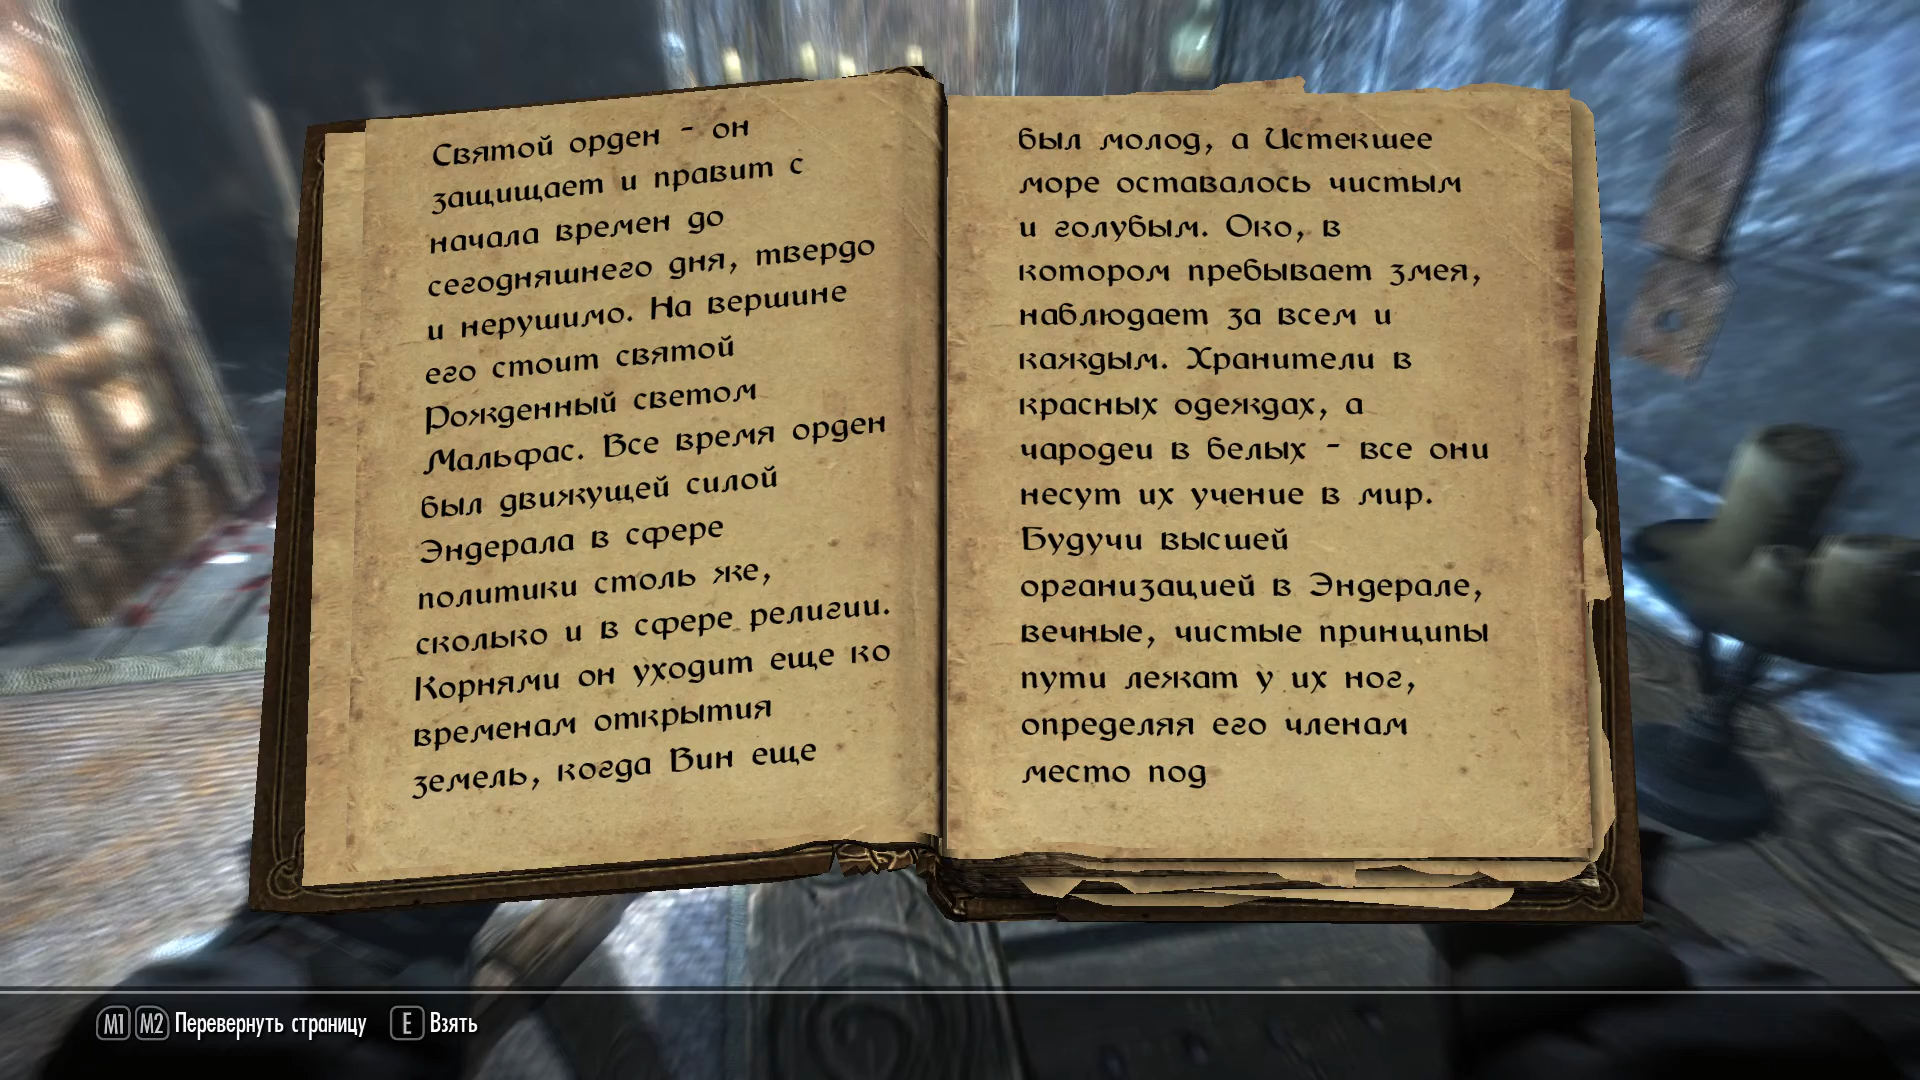 Святой орден - он
защищает и правит с
начала времен до
сегодняшнего дня, твердо
и нерушимо. На вершине
его стоит святой
Рожденный светом
Мальфас. Все время орден
был движущей силой
Эндерала в сфере
политики столь же,
сколько и в сфере религии.
Корнями он уходит еще ко
временам открытия
земель, когда Вин еще
был молод, а Истекшее
море оставалось чистым
и голубым. Око, в
котором пребывает змея,
наблюдает за всем и
каждым. Хранители в
красных одеждах, а
чародеи в белых - все они
несут их учение в мир.
Будучи высшей
организацией в Эндерале,
вечные, чистые принципы
пути лежат у их ног,
определяя его членам
место под
M1 M2 Перевернуть страницу E Взять